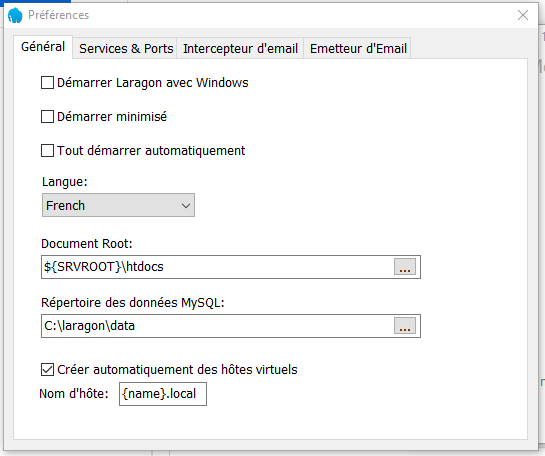 Préférences
Général
Services & Ports
Intercepteur d'email
Emetteur d'Email
Démarrer Laragon avec Windows
Démarrer minimisé
Tout démarrer automatiquement
Langue:
French
Document Root:
${SRVROOT}\htdocs
...
Répertoire des données MySQL:
C:\laragon\data
...
Créer automatiquement des hôtes virtuels
Nom d'hôte: {name}.local